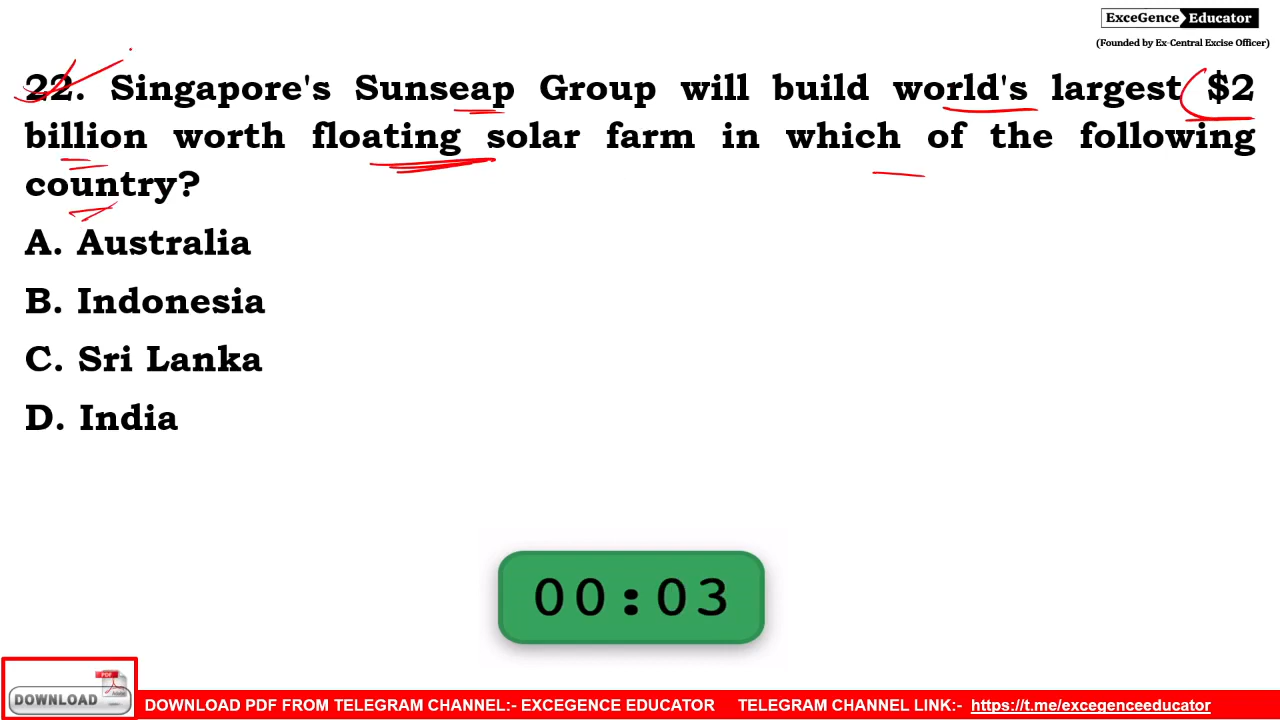 ExceGence Educator
(Founded by Ex-Central Excise Officer)
22. Singapore's Sunseap Group will build world's largest $2
billion worth floating solar farm in which of the following
country?
A. Australia
B. Indonesia
C. Sri Lanka
D. India
00:03
PDF
DOWNLOAD
DOWNLOAD PDF FROM TELEGRAM CHANNEL:- EXCEGENCE EDUCATOR TELEGRAM CHANNEL LINK:- https://t.me/excegenceeducator